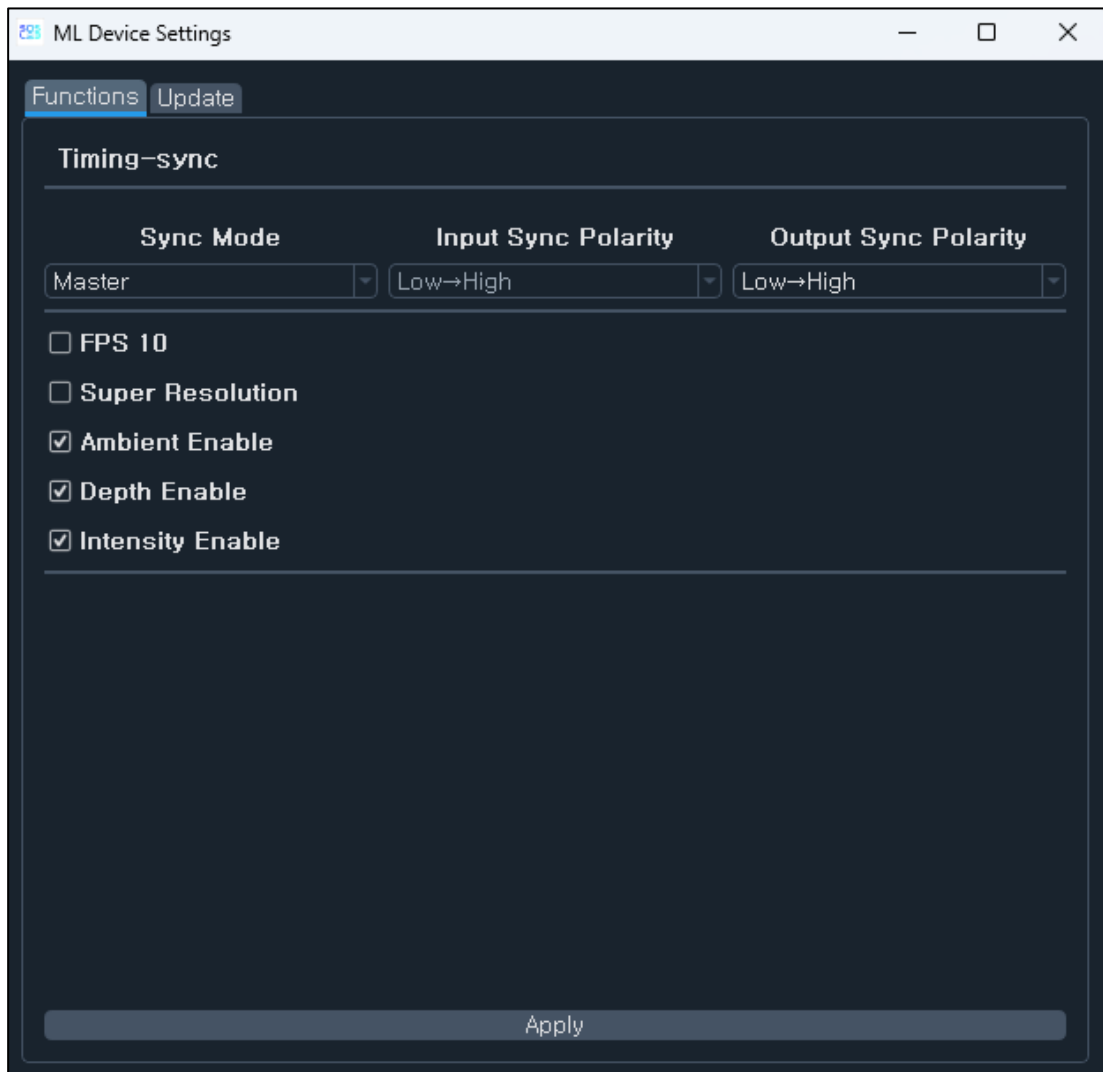 ML Device Settings
Functions Update
Timing-sync
Sync Mode Input Sync Polarity Output Sync Polarity
Master Low→High Low→High
FPS 10
Super Resolution
Ambient Enable
Depth Enable
Intensity Enable
Apply